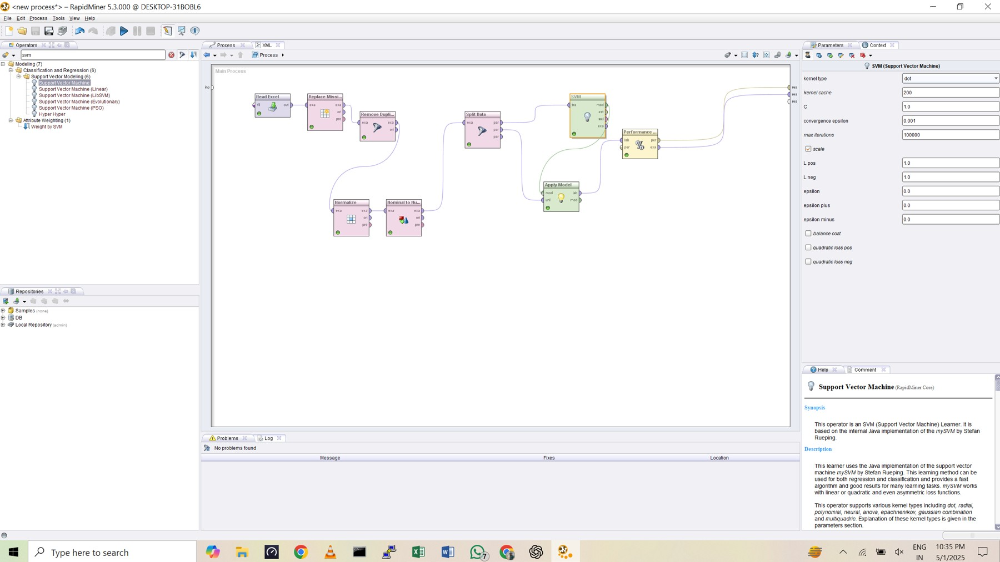 <new process*> – RapidMiner 5.3.000 @ DESKTOP-31BOBL6
File Edit Process Tools View Help
Operators
svm
Modeling (7)
Classification and Regression (6)
Support Vector Modeling (6)
Support Vector Machine
Support Vector Machine (Linear)
Support Vector Machine (LibSVM)
Support Vector Machine (Evolutionary)
Support Vector Machine (PSO)
Hyper Hyper
Attribute Weighting (1)
Weight by SVM
Repositories
Samples (none)
DB
Local Repository (admin)
Process XML
Process
Main Process
inp
Read Excel
fil out
Replace Missi...
exa exa
ori
pre
Remove Dupli...
exa exa
ori
Normalize
exa exa
ori
pre
Nominal to Nu...
exa exa
ori
pre
Split Data
exa par
par
par
SVM
tra mod
est
wei
exa
Apply Model
mod lab
unl mod
Performance ...
lab per
per exa
res
res
res
Problems Log
No problems found
Message Fixes Location
Parameters Context
SVM (Support Vector Machine)
kernel type dot
kernel cache 200
C 1.0
convergence epsilon 0.001
max iterations 100000
scale
L pos 1.0
L neg 1.0
epsilon 0.0
epsilon plus 0.0
epsilon minus 0.0
balance cost
quadratic loss pos
quadratic loss neg
Help Comment
Support Vector Machine (RapidMiner Core)
Synopsis
This operator is an SVM (Support Vector Machine) Learner. It is
based on the internal Java implementation of the mySVM by Stefan
Rueping.
Description
This learner uses the Java implementation of the support vector
machine mySVM by Stefan Rueping. This learning method can be
used for both regression and classification and provides a fast
algorithm and good results for many learning tasks. mySVM works
with linear or quadratic and even asymmetric loss functions.
This operator supports various kernel types including dot, radial,
polynomial, neural, anova, epachnenikov, gaussian combination
and multiquadric. Explanation of these kernel types is given in the
parameters section.
Type here to search
7
ENG
IN
10:35 PM
5/1/2025